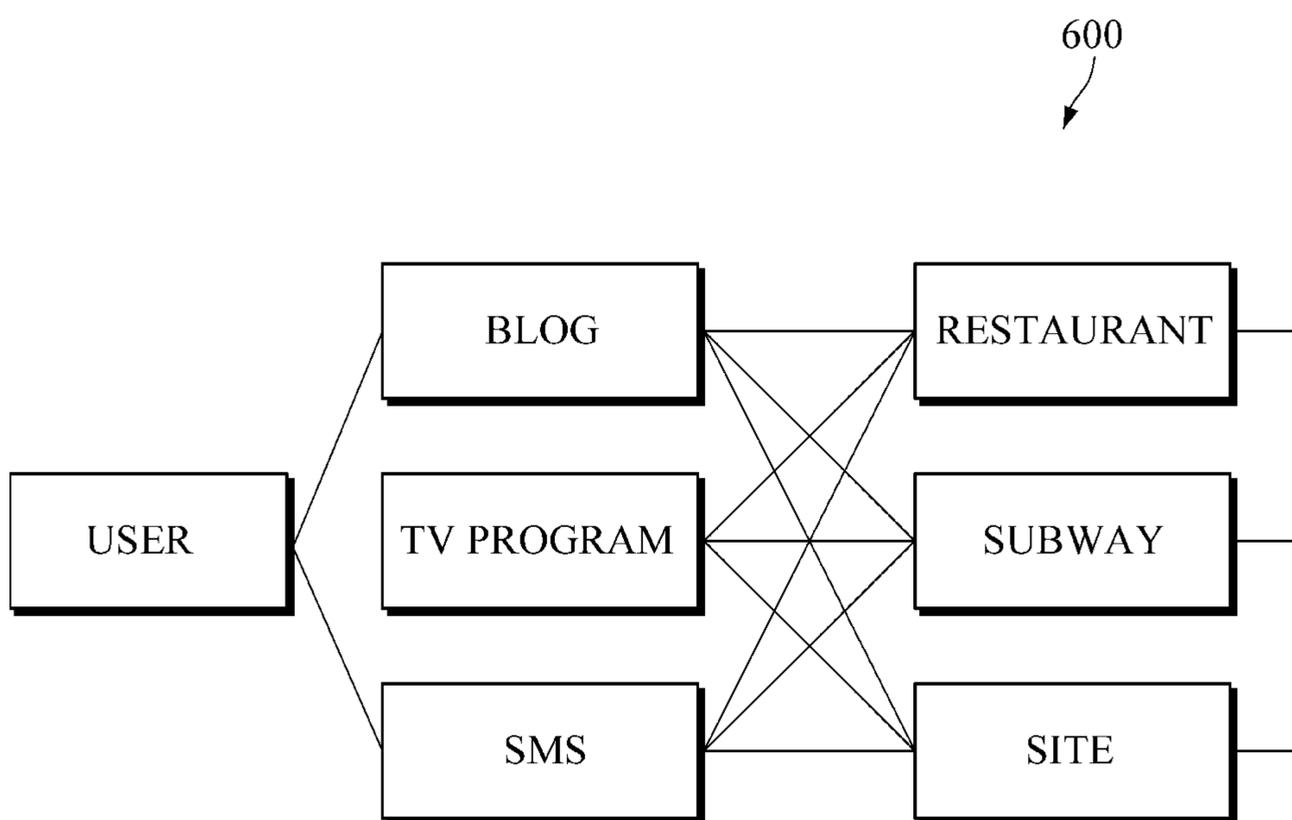 600
BLOG
RESTAURANT
USER
TV PROGRAM
SUBWAY
SMS
SITE